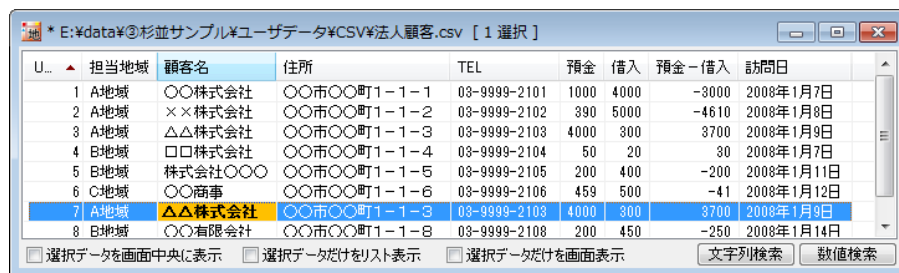 地 * E:¥data¥③杉並サンプル¥ユーザデータ¥CSV¥法人顧客.csv [ 1 選択 ]
U... 担当地域 顧客名 住所 TEL 預金 借入 預金－借入 訪問日
1 A地域 〇〇株式会社 〇〇市〇〇町1－1－1 03-9999-2101 1000 4000 -3000 2008年1月7日
2 A地域 ××株式会社 〇〇市〇〇町1－1－2 03-9999-2102 390 5000 -4610 2008年1月8日
3 A地域 △△株式会社 〇〇市〇〇町1－1－3 03-9999-2103 4000 300 3700 2008年1月9日
4 B地域 口口株式会社 〇〇市〇〇町1－1－4 03-9999-2104 50 20 30 2008年1月7日
5 B地域 株式会社〇〇〇 〇〇市〇〇町1－1－5 03-9999-2105 200 400 -200 2008年1月11日
6 C地域 〇〇商事 〇〇市〇〇町1－1－6 03-9999-2106 459 500 -41 2008年1月12日
7 A地域 △△株式会社 〇〇市〇〇町1－1－3 03-9999-2103 4000 300 3700 2008年1月9日
8 B地域 〇〇有限会社 〇〇市〇〇町1－1－8 03-9999-2108 200 450 -250 2008年1月14日
選択データを画面中央に表示 選択データだけをリスト表示 選択データだけを画面表示 文字列検索 数値検索